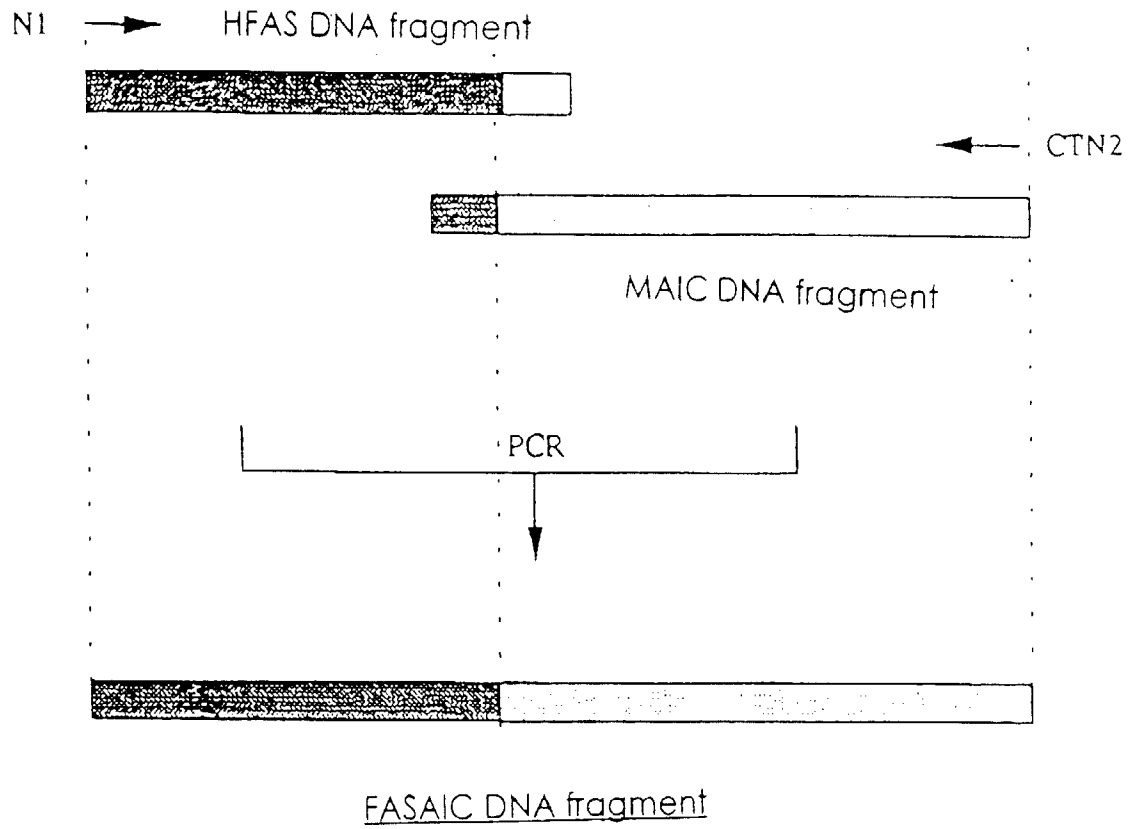 N1
HFAS DNA fragment
CTN2
MAIC DNA fragment
PCR
FASAIC DNA fragment